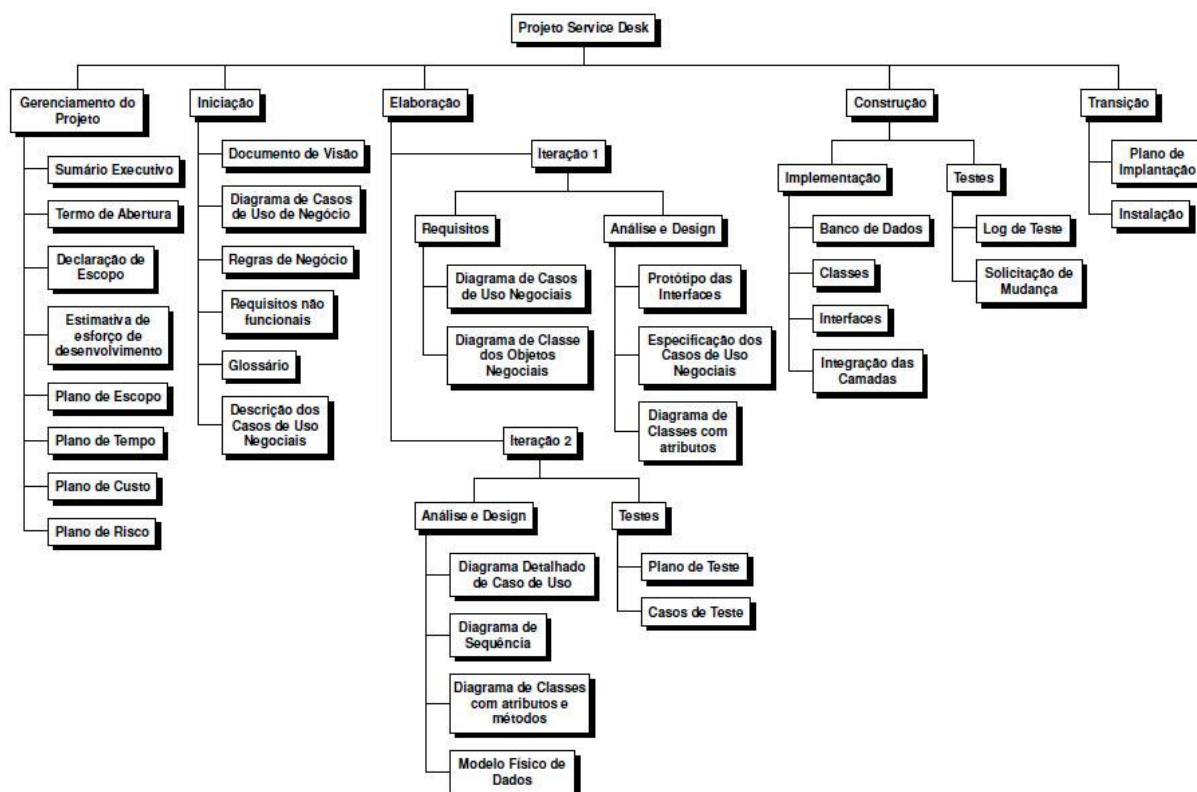 Projeto Service Desk
Gerenciamento do
Projeto
Sumário Executivo
Termo de Abertura
Declaração de
Escopo
Estimativa de
esforço de
desenvolvimento
Plano de Escopo
Plano de Tempo
Plano de Custo
Plano de Risco
Iniciação
Documento de Visão
Diagrama de Casos
de Uso de Negócio
Regras de Negócio
Requisitos não
funcionais
Glossário
Descrição dos
Casos de Uso
Negociais
Elaboração
Iteração 1
Requisitos
Diagrama de Casos
de Uso Negociais
Diagrama de Classe
dos Objetos
Negociais
Análise e Design
Protótipo das
Interfaces
Especificação dos
Casos de Uso
Negociais
Diagrama de
Classes com
atributos
Iteração 2
Análise e Design
Diagrama Detalhado
de Caso de Uso
Diagrama de
Sequência
Diagrama de Classes
com atributos e
métodos
Modelo Físico de
Dados
Testes
Plano de Teste
Casos de Teste
Construção
Implementação
Banco de Dados
Classes
Interfaces
Integração das
Camadas
Testes
Log de Teste
Solicitação de
Mudança
Transição
Plano de
Implantação
Instalação